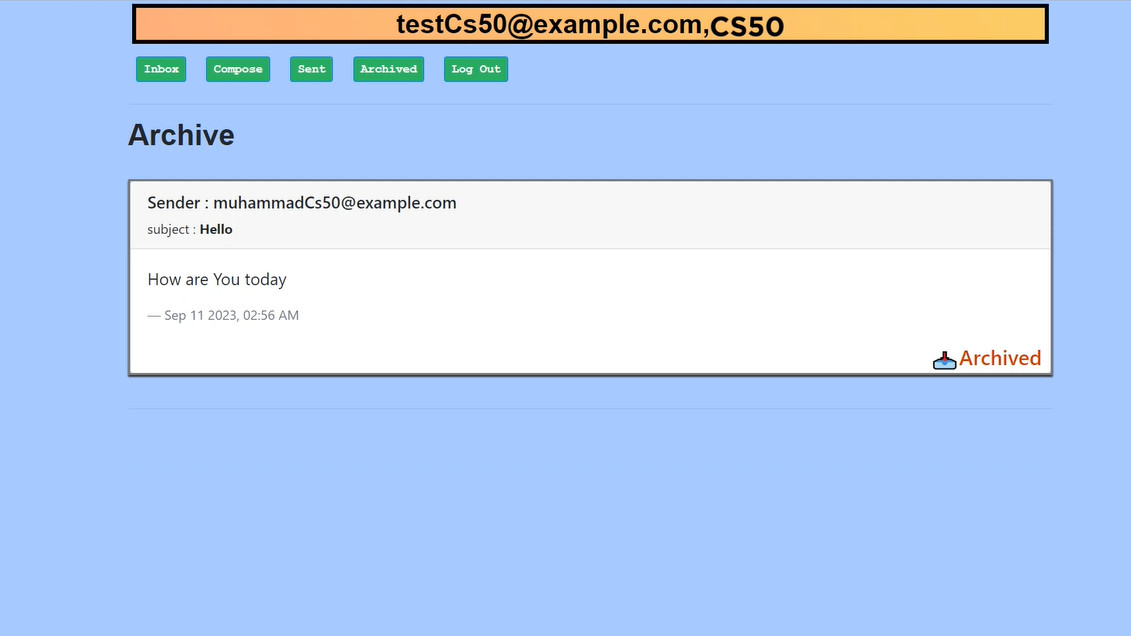 testCs50@example.com,CS50
Inbox Compose Sent Archived Log Out
Archive
Sender : muhammadCs50@example.com
subject : Hello
How are You today
— Sep 11 2023, 02:56 AM
Archived